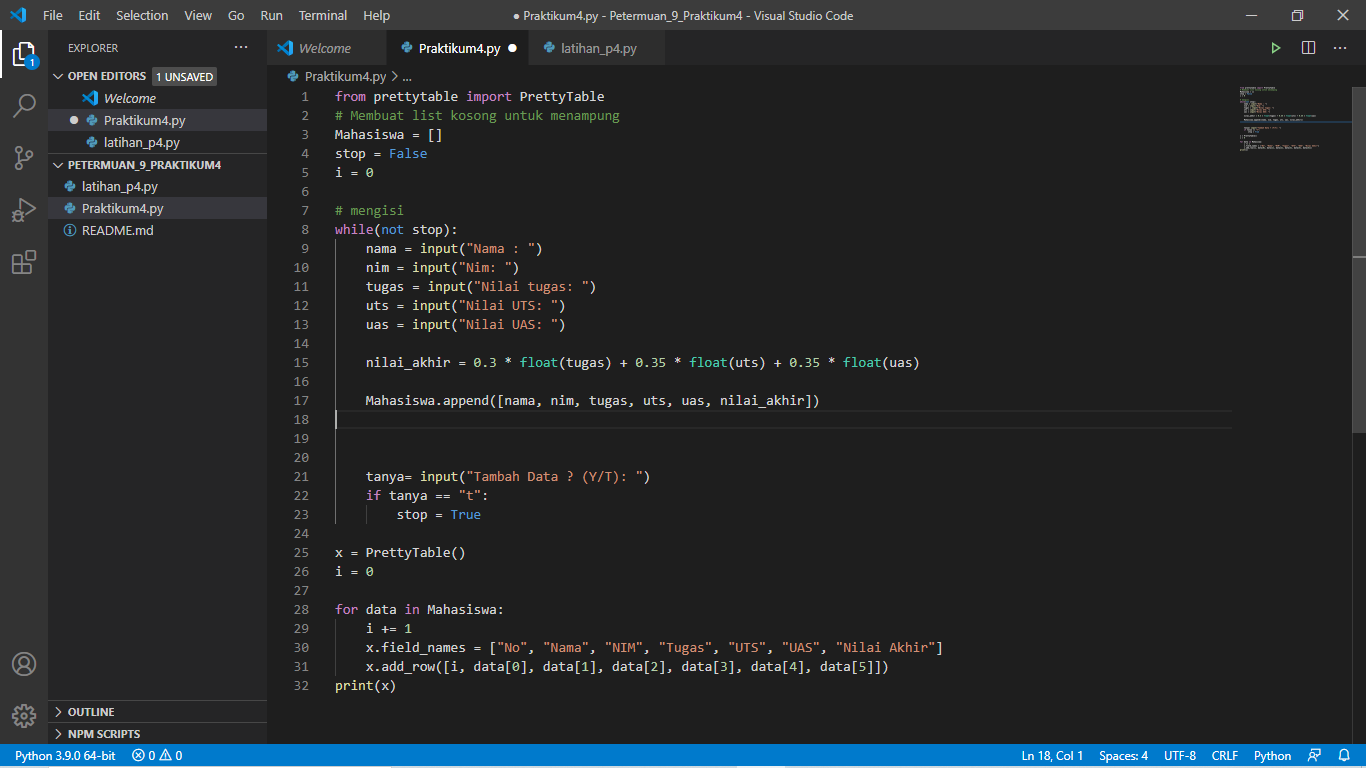 File Edit Selection View Go Run Terminal Help ● Praktikum4.py - Petermuan_9_Praktikum4 - Visual Studio Code
EXPLORER ···
OPEN EDITORS 1 UNSAVED
Welcome
● Praktikum4.py
latihan_p4.py
PETERMUAN_9_PRAKTIKUM4
latihan_p4.py
Praktikum4.py
README.md
OUTLINE
NPM SCRIPTS
1
Welcome Praktikum4.py ● latihan_p4.py
Praktikum4.py > ...
1 from prettytable import PrettyTable
2 # Membuat list kosong untuk menampung
3 Mahasiswa = []
4 stop = False
5 i = 0
6
7 # mengisi
8 while(not stop):
9     nama = input("Nama : ")
10     nim = input("Nim: ")
11     tugas = input("Nilai tugas: ")
12     uts = input("Nilai UTS: ")
13     uas = input("Nilai UAS: ")
14
15     nilai_akhir = 0.3 * float(tugas) + 0.35 * float(uts) + 0.35 * float(uas)
16
17     Mahasiswa.append([nama, nim, tugas, uts, uas, nilai_akhir])
18
19
20
21     tanya= input("Tambah Data ? (Y/T): ")
22     if tanya == "t":
23         stop = True
24
25 x = PrettyTable()
26 i = 0
27
28 for data in Mahasiswa:
29     i += 1
30     x.field_names = ["No", "Nama", "NIM", "Tugas", "UTS", "UAS", "Nilai Akhir"]
31     x.add_row([i, data[0], data[1], data[2], data[3], data[4], data[5]])
32 print(x)
Python 3.9.0 64-bit 0 0 Ln 18, Col 1 Spaces: 4 UTF-8 CRLF Python